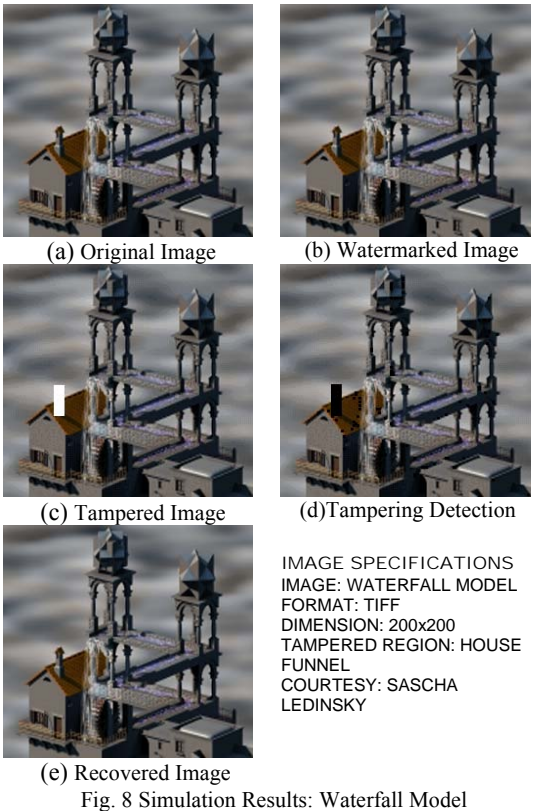 (a) Original Image
(b) Watermarked Image
(c) Tampered Image
(d)Tampering Detection
IMAGE SPECIFICATIONS
IMAGE: WATERFALL MODEL
FORMAT: TIFF
DIMENSION: 200x200
TAMPERED REGION: HOUSE
FUNNEL
COURTESY: SASCHA
LEDINSKY
(e) Recovered Image
Fig. 8 Simulation Results: Waterfall Model